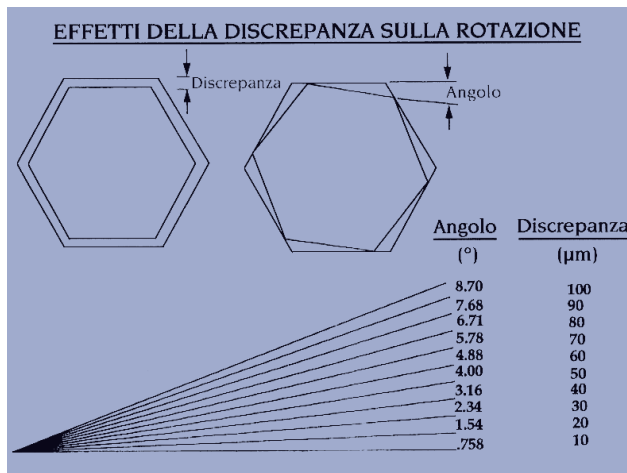 EFFETTI DELLA DISCREPANZA SULLA ROTAZIONE
Discrepanza
Angolo
Angolo Discrepanza
(°) (µm)
8.70 100
7.68 90
6.71 80
5.78 70
4.88 60
4.00 50
3.16 40
2.34 30
1.54 20
.758 10